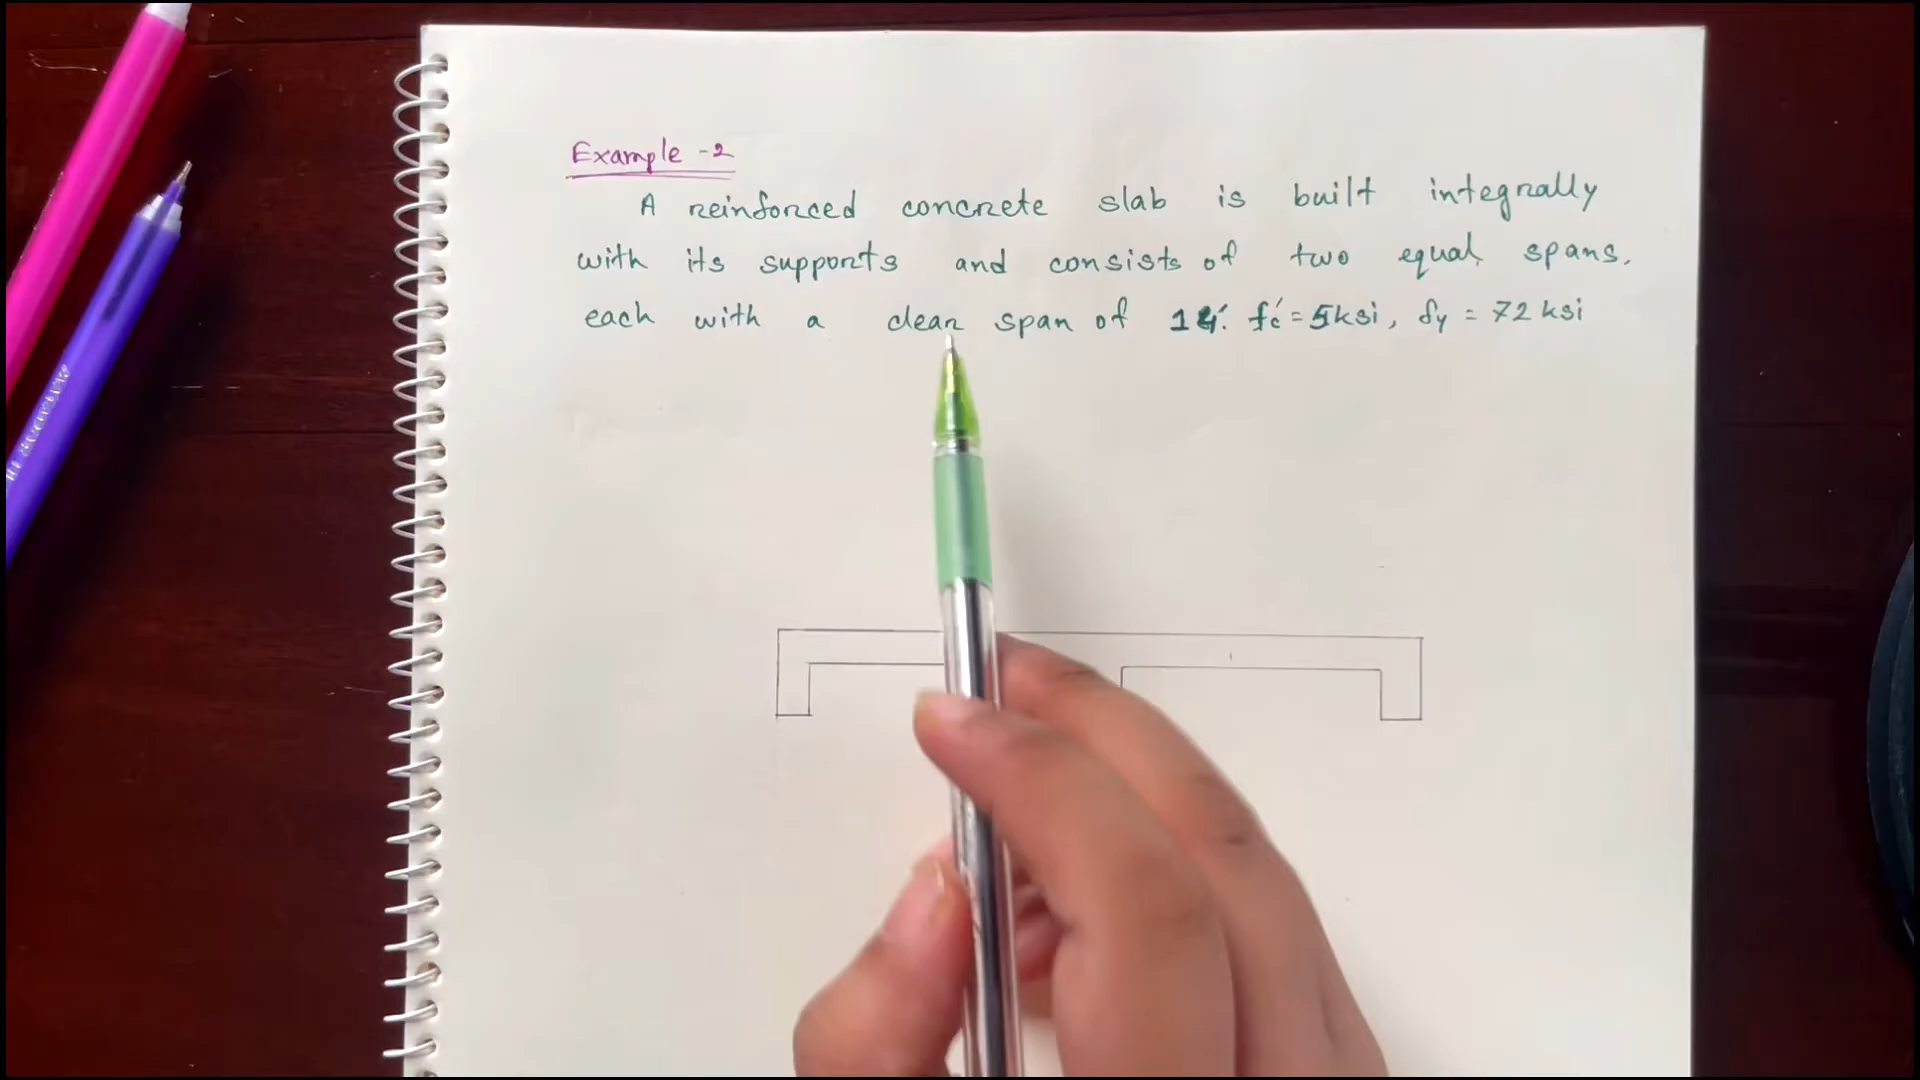 Example -2
A reinforced concrete slab is built integrally
with its supports and consists of two equal spans.
each with a clear span of 14'. f'c = 5ksi, fy = 72 ksi